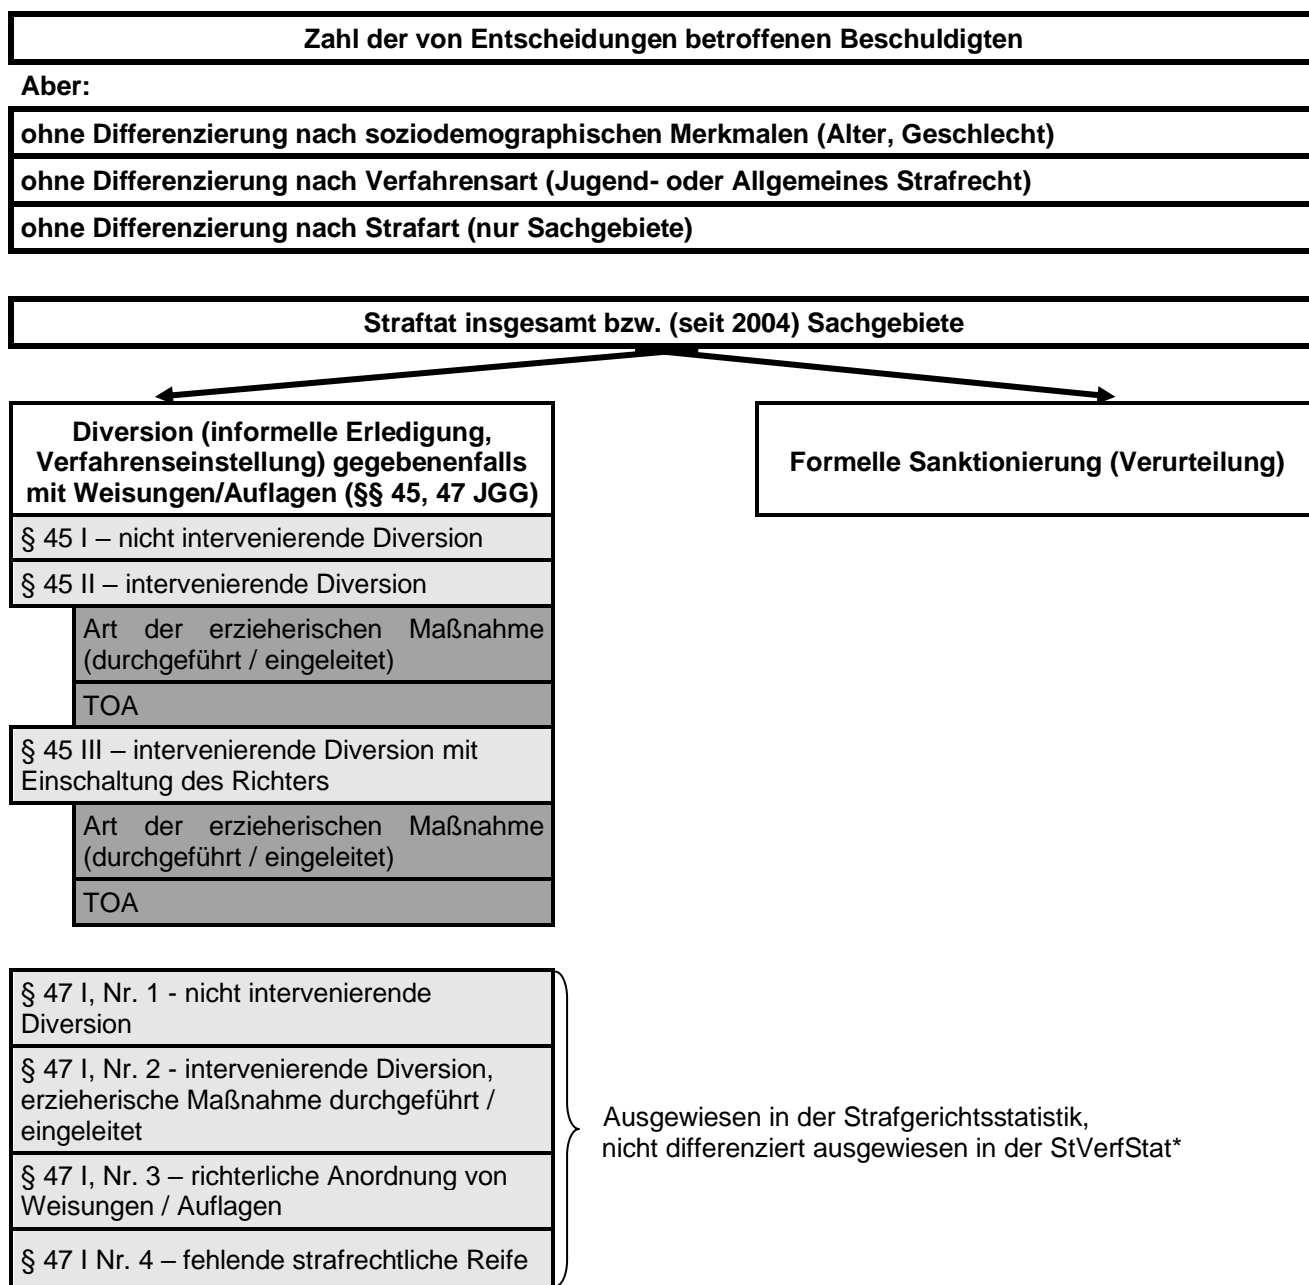 Zahl der von Entscheidungen betroffenen Beschuldigten
Aber:
ohne Differenzierung nach soziodemographischen Merkmalen (Alter, Geschlecht)
ohne Differenzierung nach Verfahrensart (Jugend- oder Allgemeines Strafrecht)
ohne Differenzierung nach Strafart (nur Sachgebiete)
Straftat insgesamt bzw. (seit 2004) Sachgebiete
Diversion (informelle Erledigung,
Verfahrenseinstellung) gegebenenfalls
mit Weisungen/Auflagen (§§ 45, 47 JGG)
Formelle Sanktionierung (Verurteilung)
§ 45 I – nicht intervenierende Diversion
§ 45 II – intervenierende Diversion
Art der erzieherischen Maßnahme
(durchgeführt / eingeleitet)
TOA
§ 45 III – intervenierende Diversion mit
Einschaltung des Richters
Art der erzieherischen Maßnahme
(durchgeführt / eingeleitet)
TOA
§ 47 I, Nr. 1 - nicht intervenierende
Diversion
§ 47 I, Nr. 2 - intervenierende Diversion,
erzieherische Maßnahme durchgeführt /
eingeleitet
§ 47 I, Nr. 3 – richterliche Anordnung von
Weisungen / Auflagen
§ 47 I Nr. 4 – fehlende strafrechtliche Reife
Ausgewiesen in der Strafgerichtsstatistik,
nicht differenziert ausgewiesen in der StVerfStat*